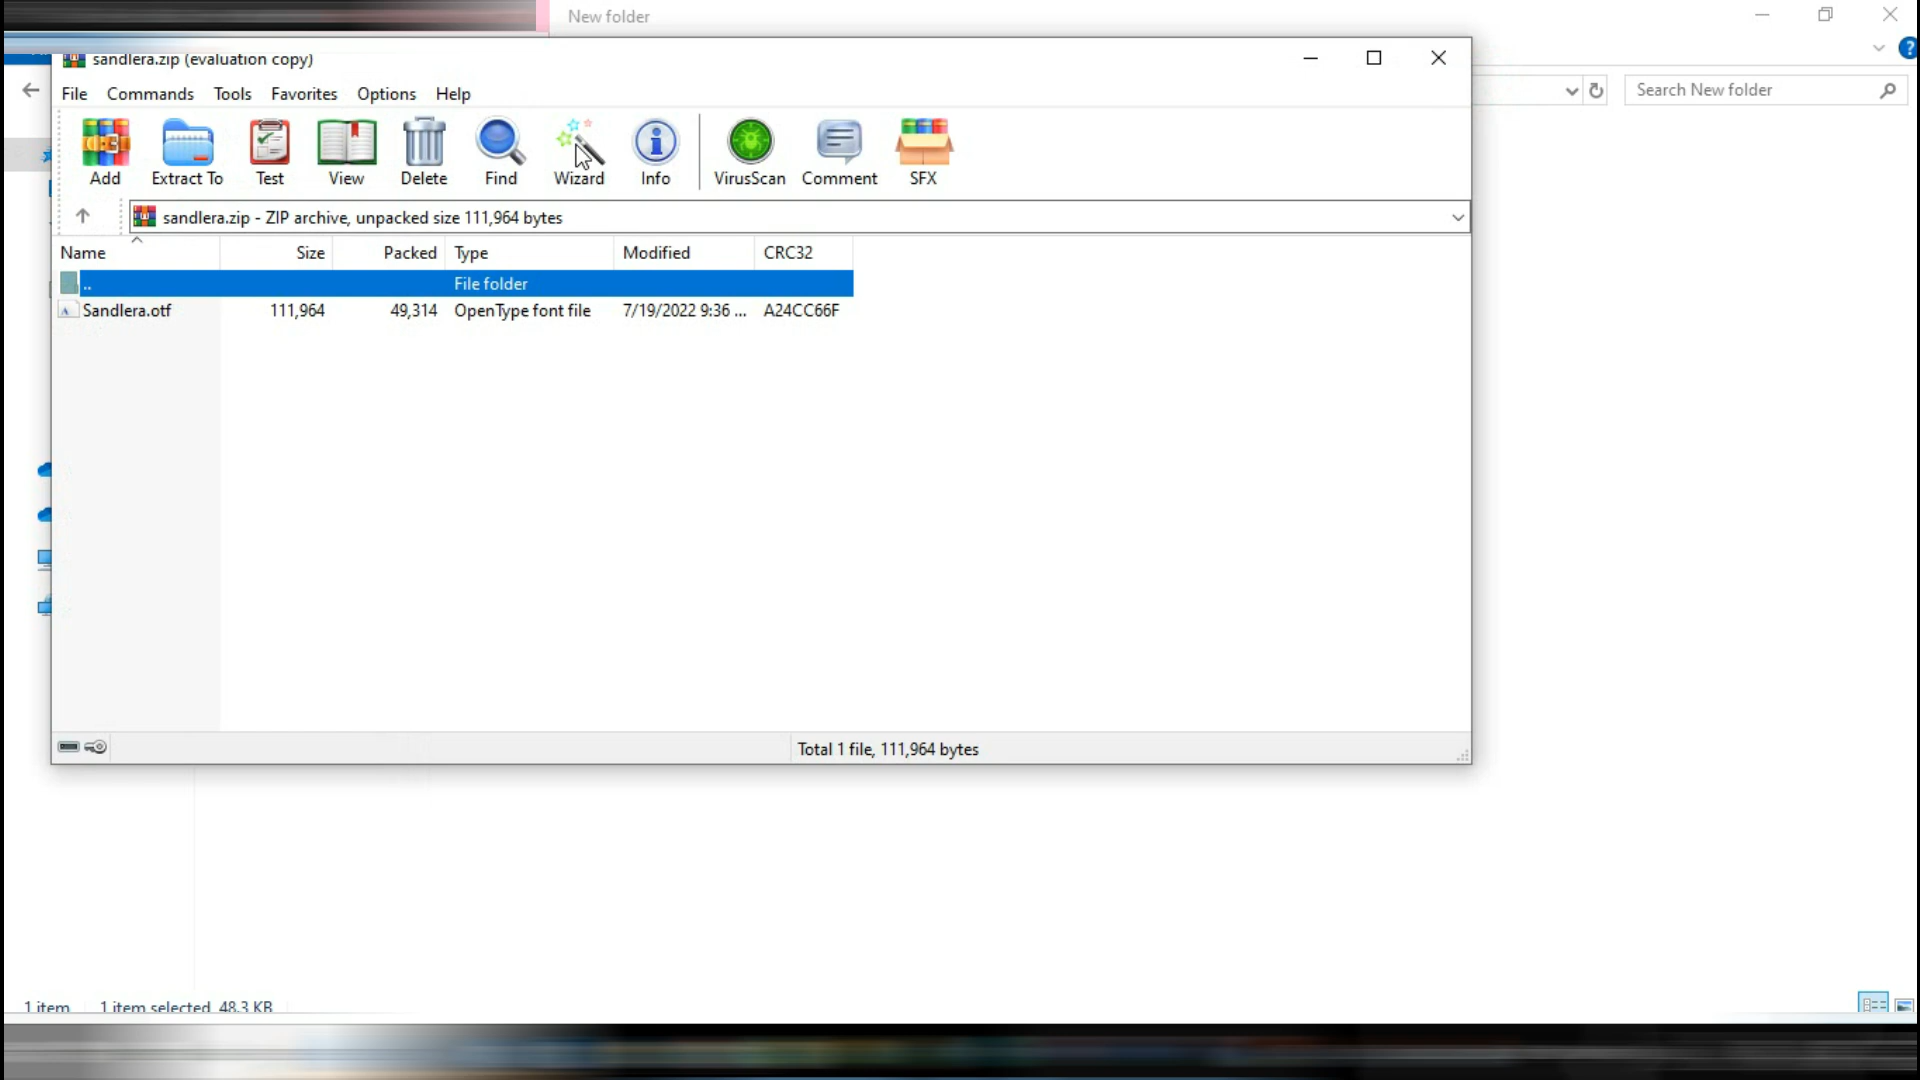 New folder
sandlera.zip (evaluation copy)
File Commands Tools Favorites Options Help
Search New folder
Add Extract To Test View Delete Find Wizard Info VirusScan Comment SFX
sandlera.zip - ZIP archive, unpacked size 111,964 bytes
Name Size Packed Type Modified CRC32
.. File folder
Sandlera.otf 111,964 49,314 OpenType font file 7/19/2022 9:36 ... A24CC66F
Total 1 file, 111,964 bytes
1 item 1 item selected 48.3 KB